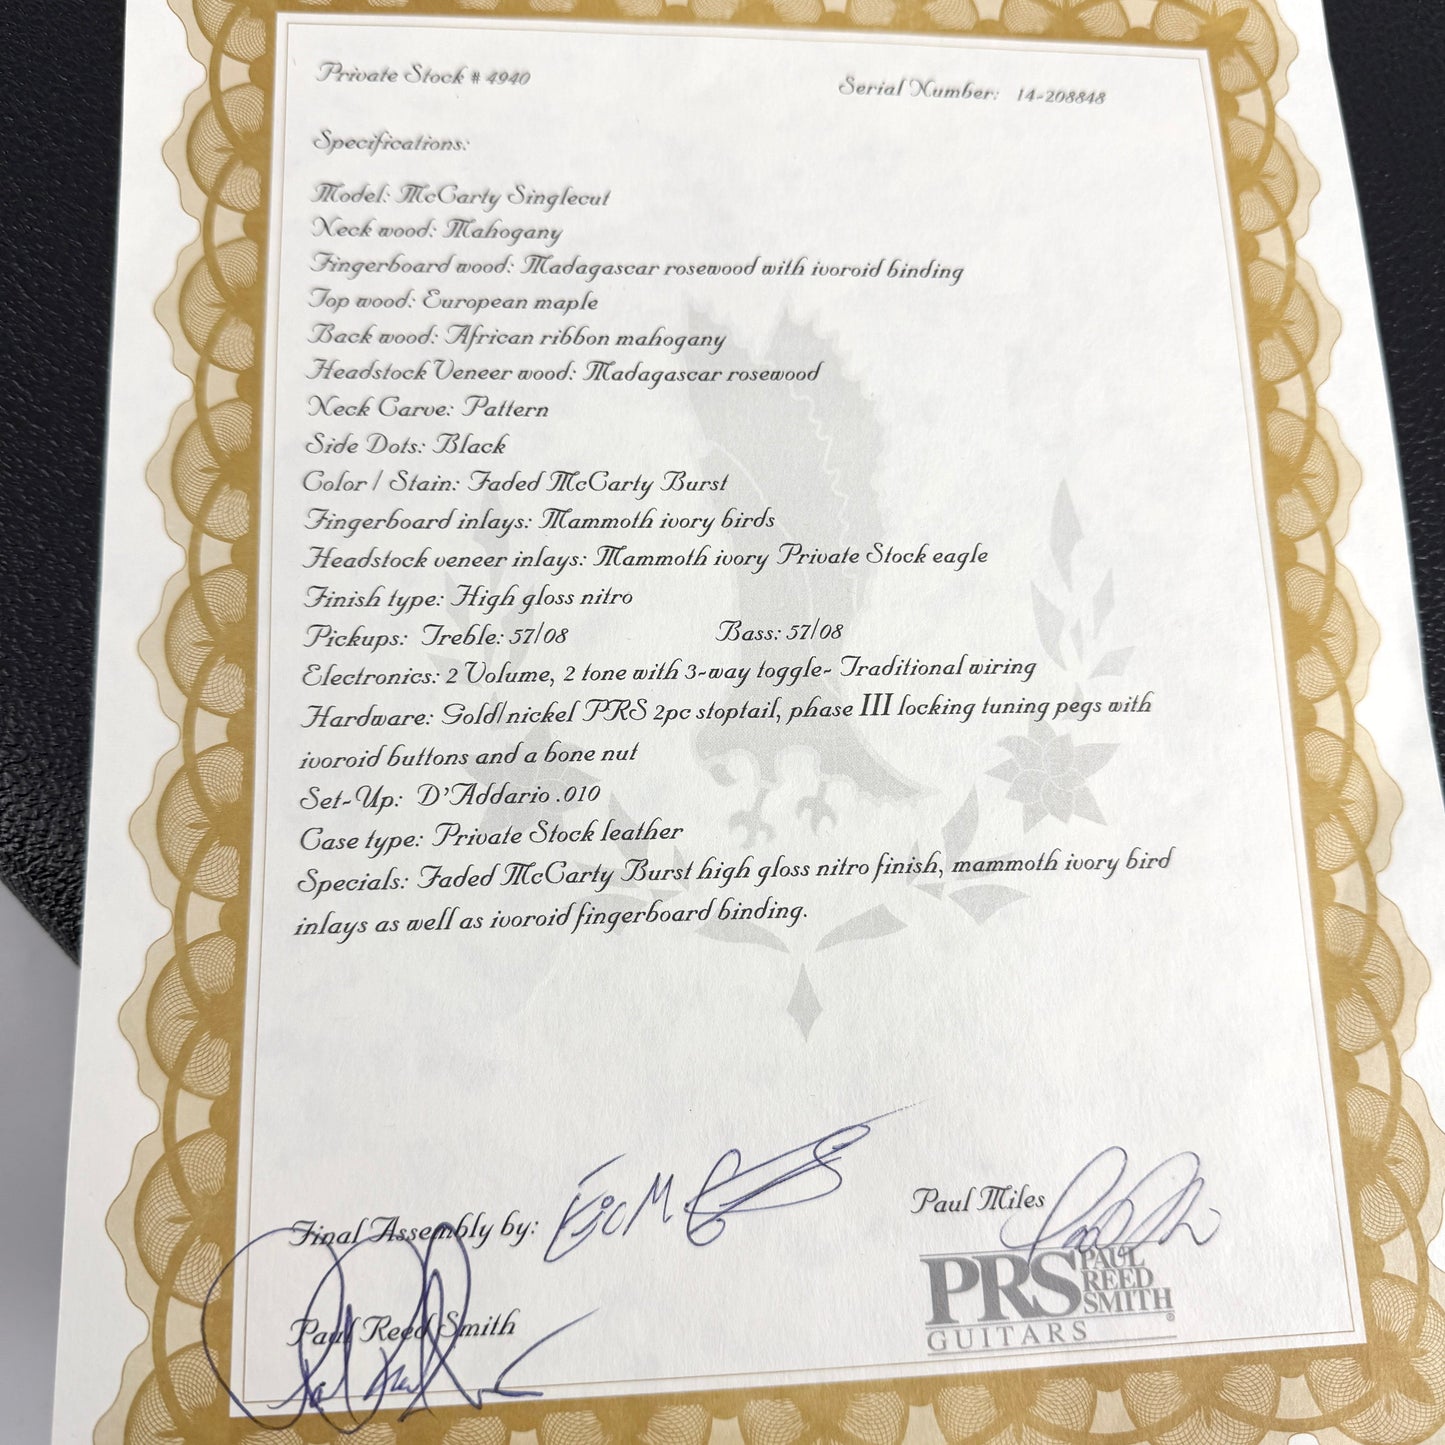 Private Stock # 4940 Serial Number: 14-208848
Specifications:
Model: McCarty Singlecut
Neck wood: Mahogany
Fingerboard wood: Madagascar rosewood with ivoroid binding
Top wood: European maple
Back wood: African ribbon mahogany
Headstock Veneer wood: Madagascar rosewood
Neck Carve: Pattern
Side Dots: Black
Color / Stain: Faded McCarty Burst
Fingerboard inlays: Mammoth ivory birds
Headstock veneer inlays: Mammoth ivory Private Stock eagle
Finish type: High gloss nitro
Pickups: Treble: 57/08 Bass: 57/08
Electronics: 2 Volume, 2 tone with 3-way toggle- Traditional wiring
Hardware: Gold/nickel PRS 2pc stoptail, phase III locking tuning pegs with
ivoroid buttons and a bone nut
Set-Up: D'Addario .010
Case type: Private Stock leather
Specials: Faded McCarty Burst high gloss nitro finish, mammoth ivory bird
inlays as well as ivoroid fingerboard binding.
Final Assembly by: Eric M
Paul Miles
Paul Reed Smith
PRS PAUL REED SMITH®
GUITARS